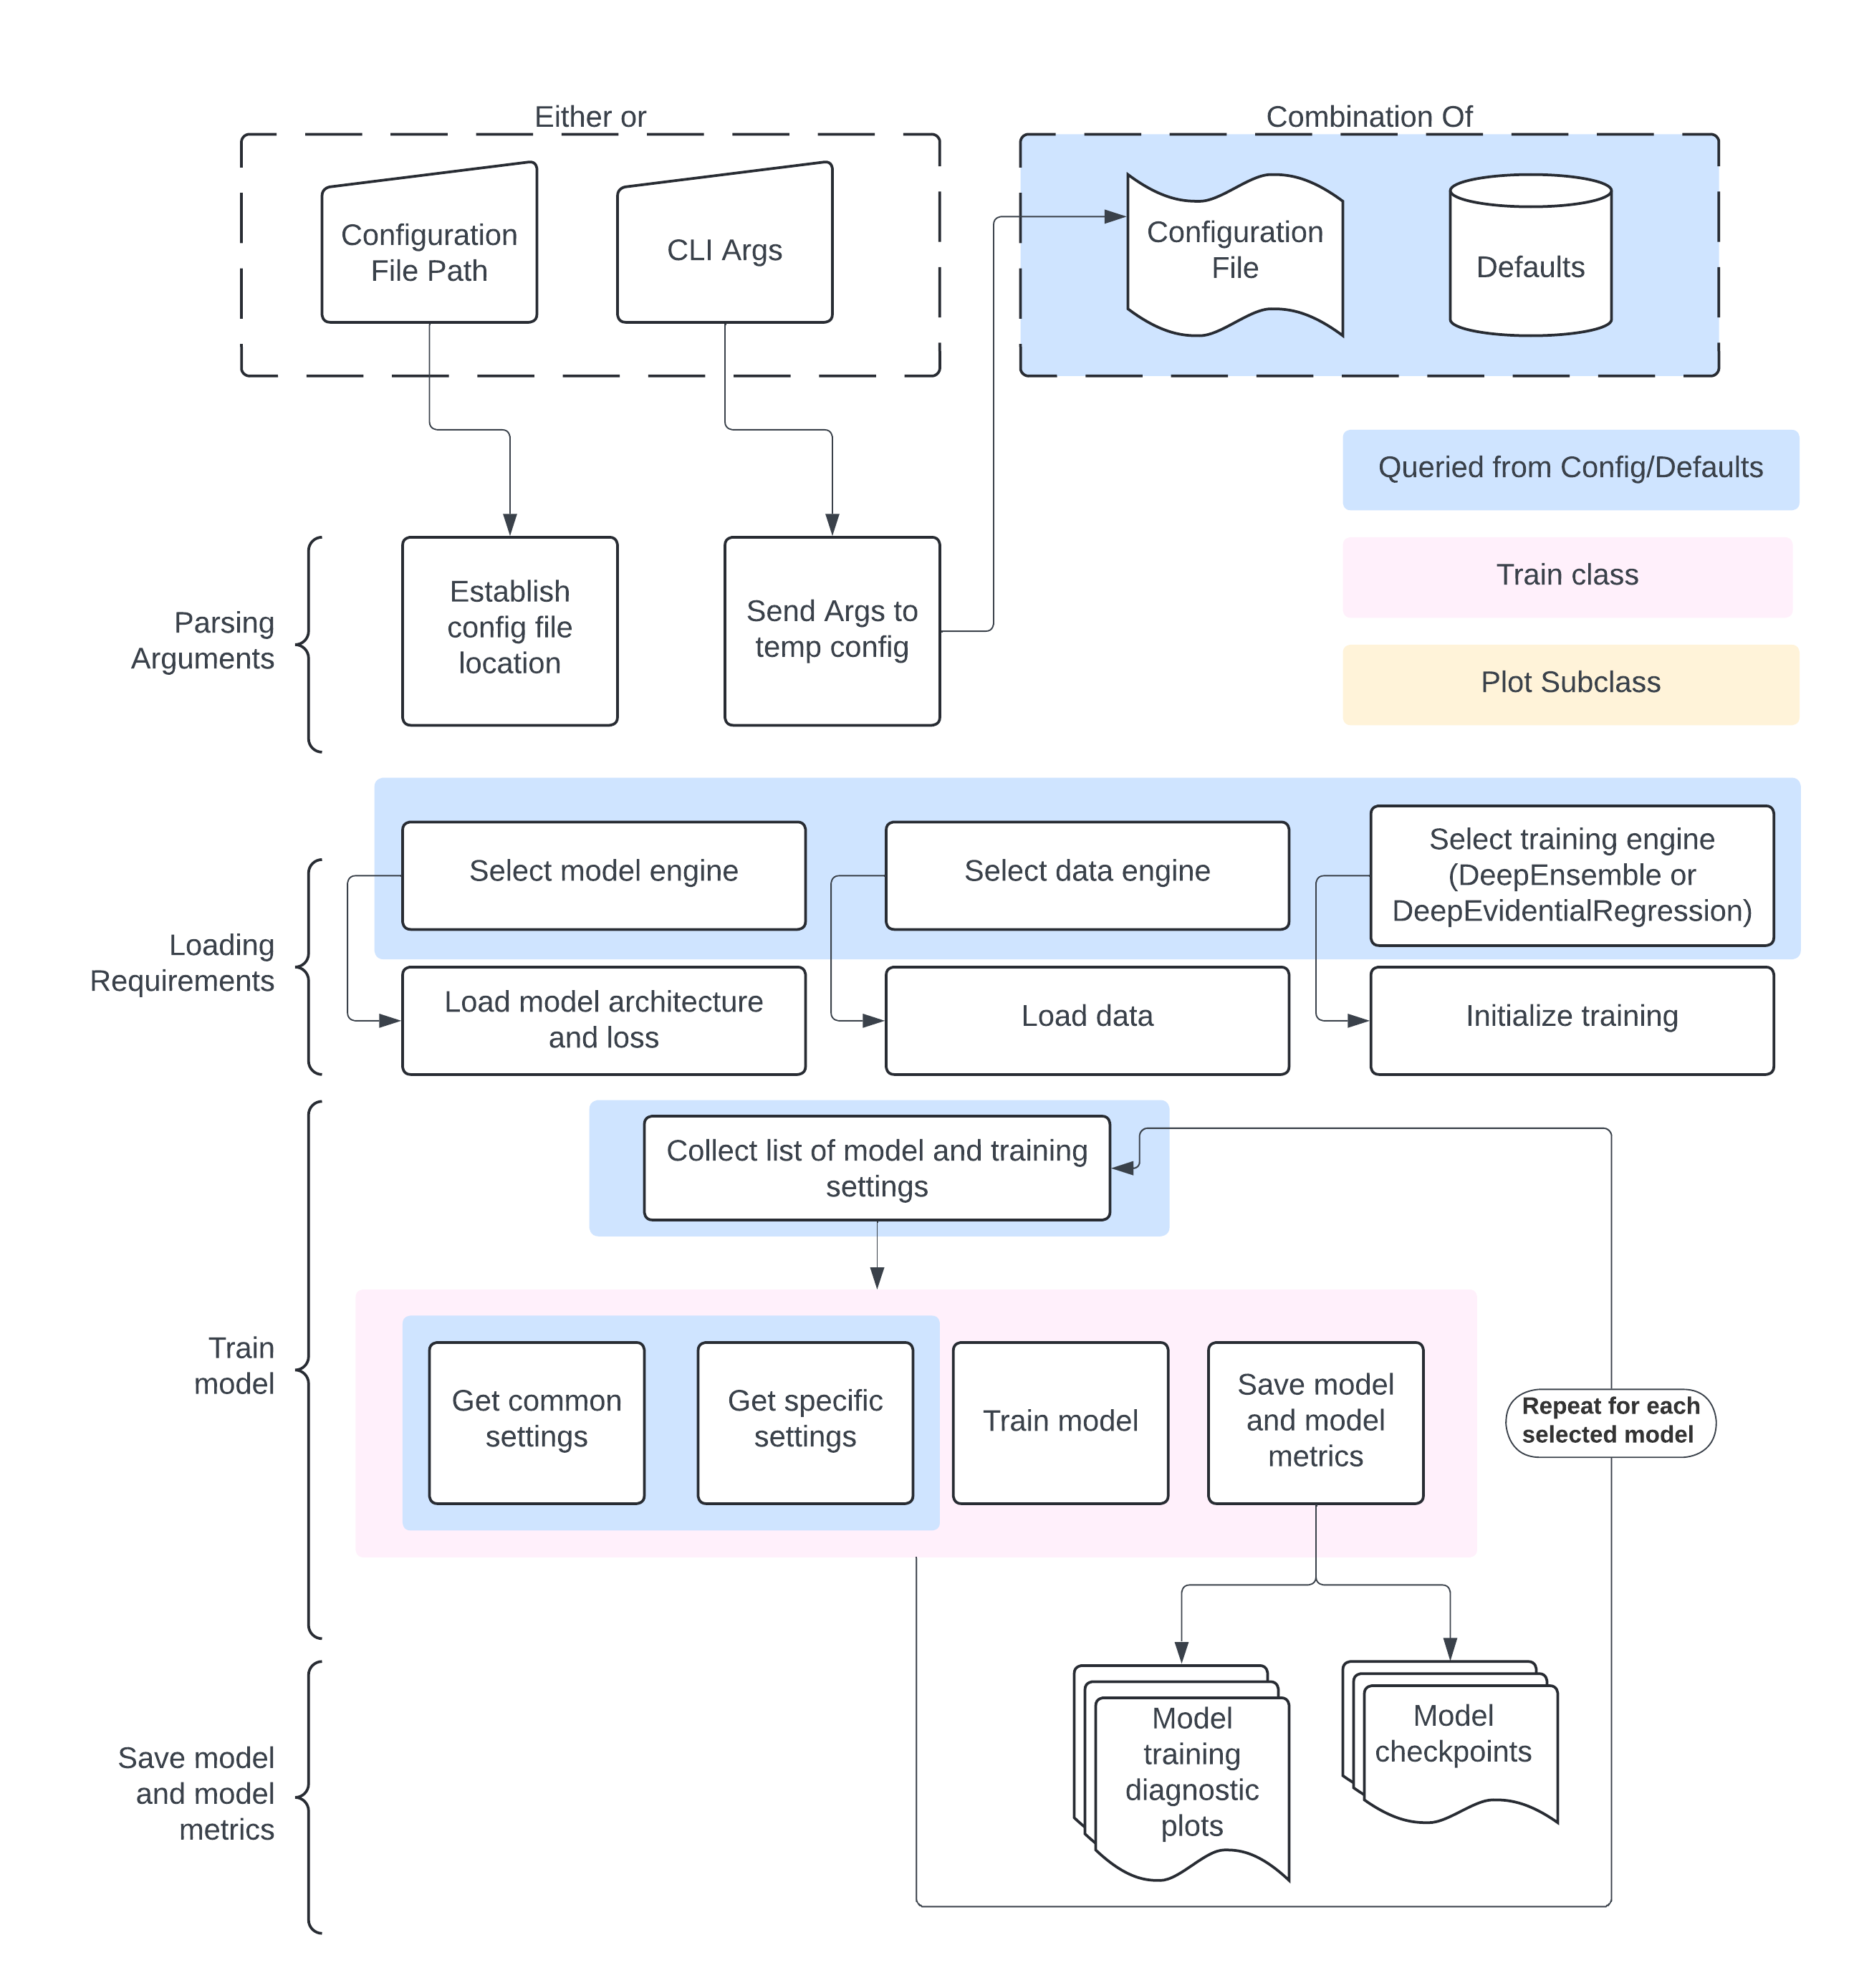 Either or
Combination Of
Configuration
File Path
CLI Args
Configuration
File
Defaults
Queried from Config/Defaults
Train class
Plot Subclass
Parsing
Arguments
Establish
config file
location
Send Args to
temp config
Loading
Requirements
Select model engine
Select data engine
Select training engine
(DeepEnsemble or
DeepEvidentialRegression)
Load model architecture
and loss
Load data
Initialize training
Train
model
Collect list of model and training
settings
Get common
settings
Get specific
settings
Train model
Save model
and model
metrics
Repeat for each
selected model
Save model
and model
metrics
Model
training
diagnostic
plots
Model
checkpoints